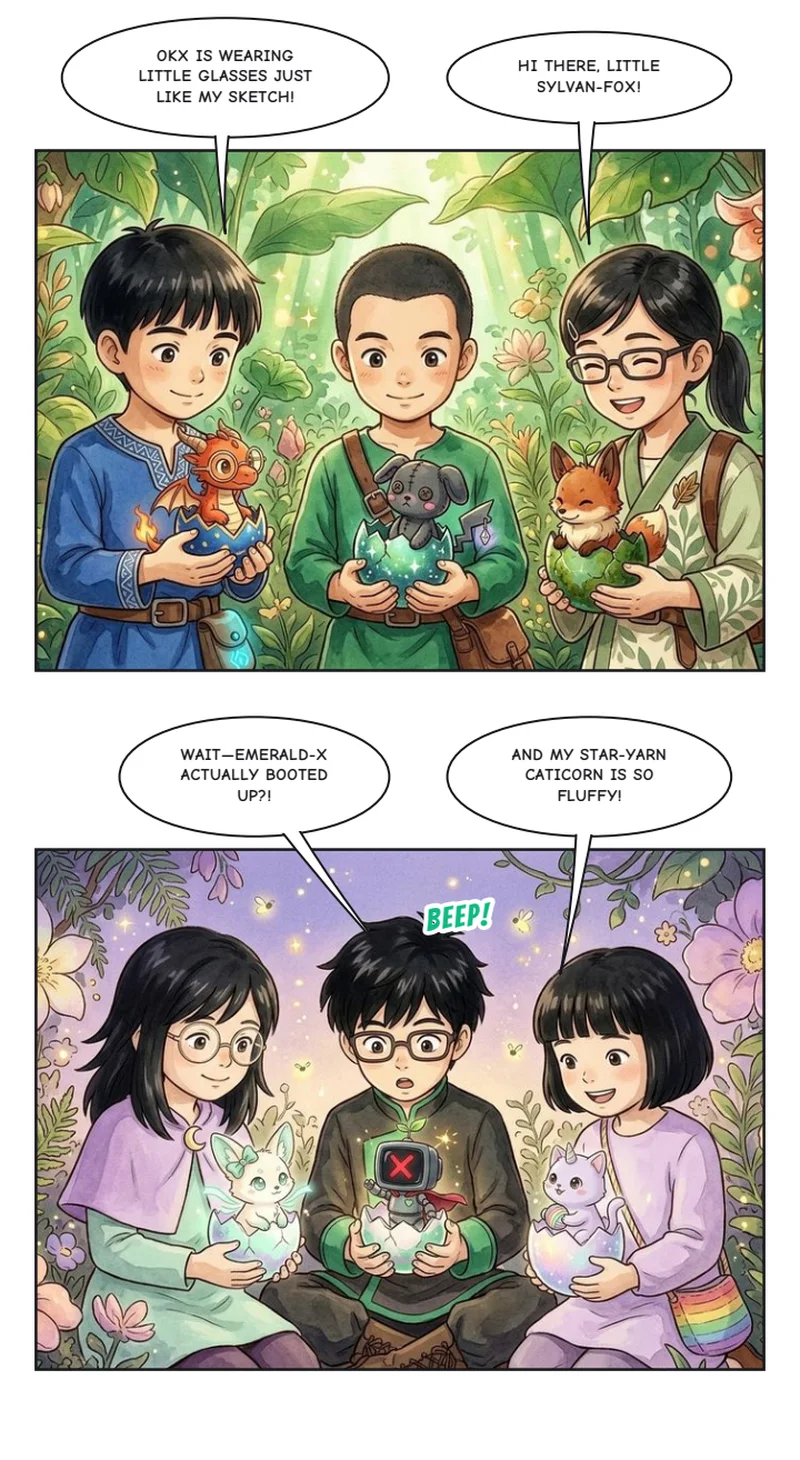 OKX IS WEARING
LITTLE GLASSES JUST
LIKE MY SKETCH!
HI THERE, LITTLE
SYLVAN-FOX!
WAIT—EMERALD-X
ACTUALLY BOOTED
UP?!
AND MY STAR-YARN
CATICORN IS SO
FLUFFY!
BEEP!